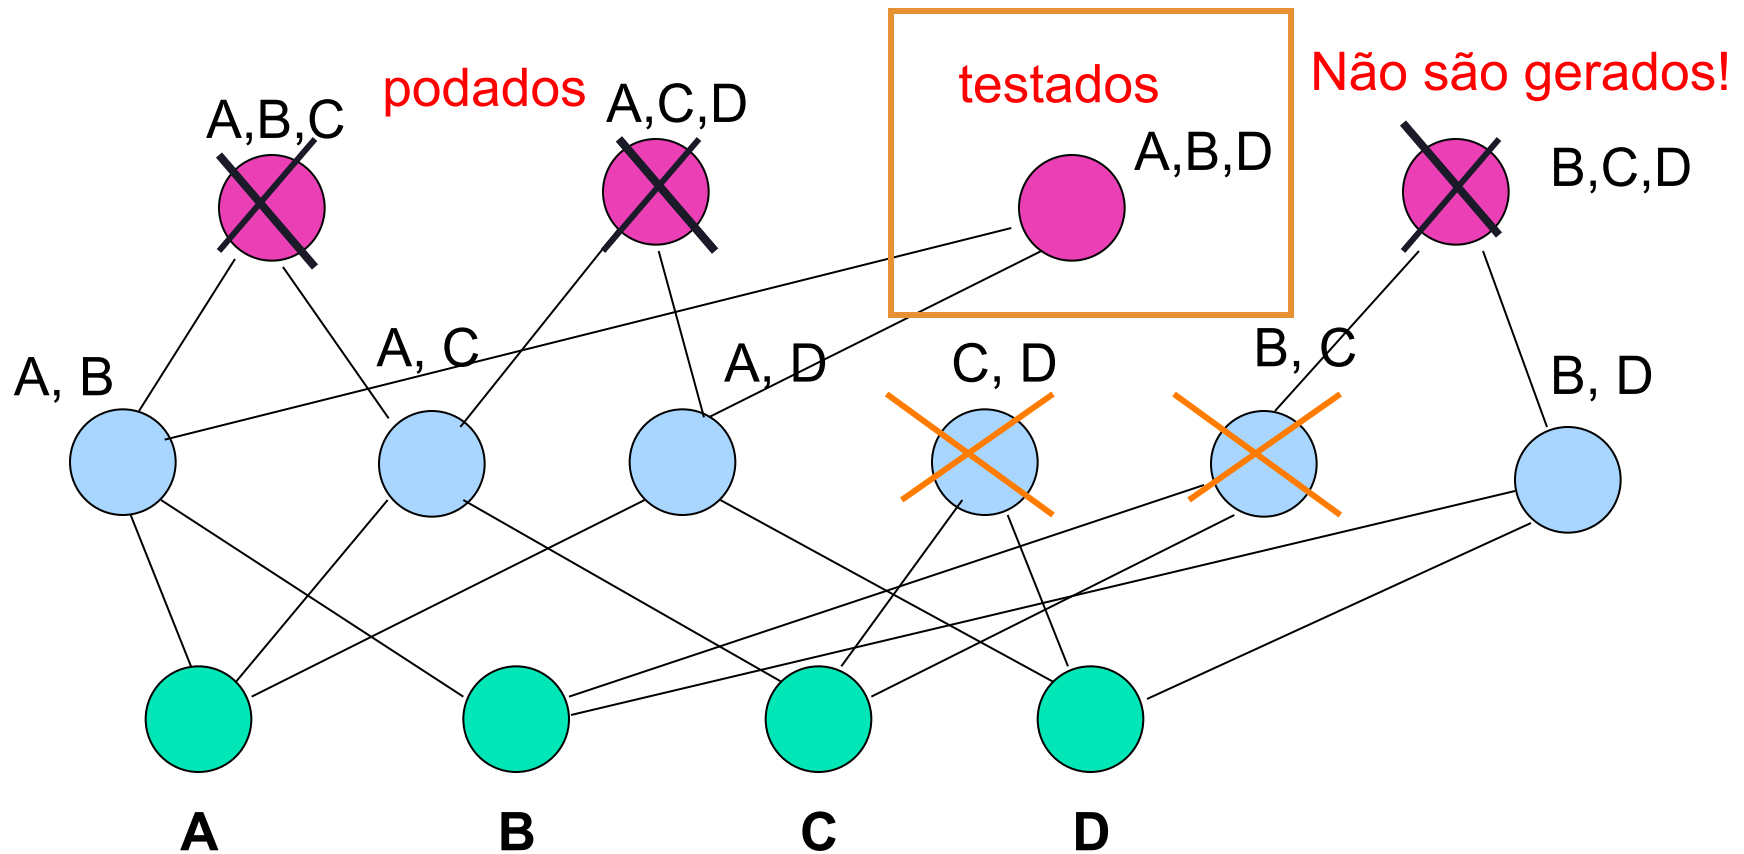 podados
testados
Não são gerados!
A,B,C
A,C,D
A,B,D
B,C,D
A, B
A, C
A, D
C, D
B, C
B, D
A
B
C
D